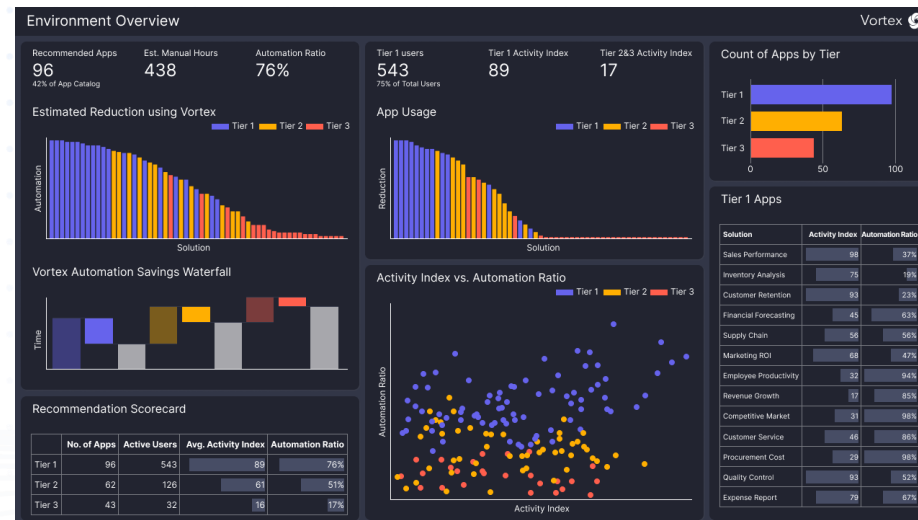 Environment Overview
Vortex
Recommended Apps
96
42% of App Catalog
Est. Manual Hours
438
Automation Ratio
76%
Estimated Reduction using Vortex
Tier 1 Tier 2 Tier 3
Automation
Solution
Vortex Automation Savings Waterfall
Time
Recommendation Scorecard
No. of Apps Active Users Avg. Activity Index Automation Ratio
Tier 1 96 543 89 76%
Tier 2 62 126 61 51%
Tier 3 43 32 16 17%
Tier 1 users
543
75% of Total Users
Tier 1 Activity Index
89
Tier 2&3 Activity Index
17
App Usage
Tier 1 Tier 2 Tier 3
Reduction
Solution
Activity Index vs. Automation Ratio
Tier 1 Tier 2 Tier 3
Automation Ratio
Activity Index
Count of Apps by Tier
Tier 1
Tier 2
Tier 3
0 50 100
Tier 1 Apps
Solution Activity Index Automation Ratio
Sales Performance 98 37%
Inventory Analysis 75 19%
Customer Retention 93 23%
Financial Forecasting 45 63%
Supply Chain 56 56%
Marketing ROI 68 47%
Employee Productivity 32 94%
Revenue Growth 17 85%
Competitive Market 31 98%
Customer Service 46 86%
Procurement Cost 29 98%
Quality Control 93 52%
Expense Report 79 67%